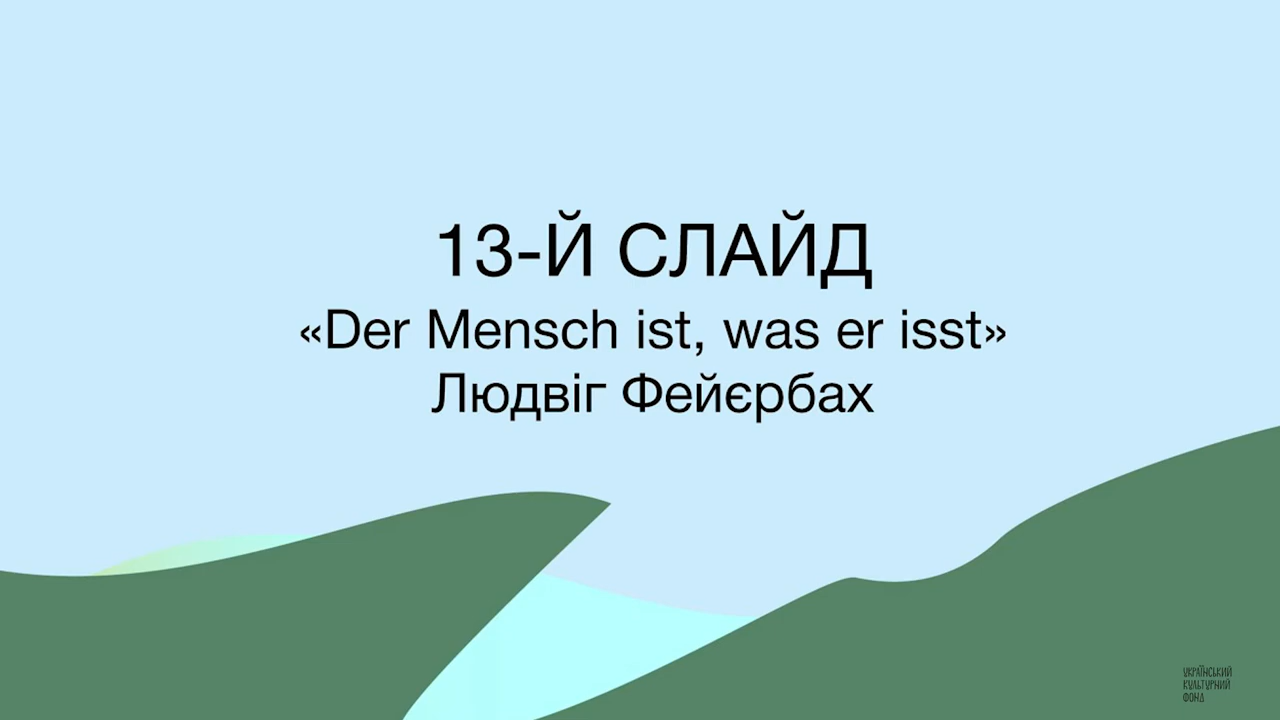 13-Й СЛАЙД
«Der Mensch ist, was er isst»
Людвіг Фейєрбах
УКРАЇНСЬКИЙ
КУЛЬТУРНИЙ
ФОНД